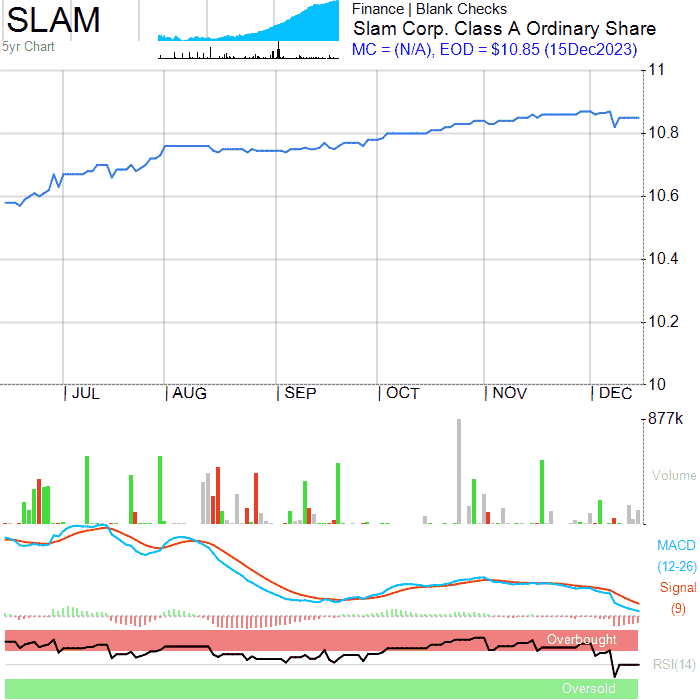 SLAM
5yr Chart
Finance | Blank Checks
Slam Corp. Class A Ordinary Share
MC = (N/A), EOD = $10.85 (15Dec2023)
11
10.8
10.6
10.4
10.2
10
| JUL | AUG | SEP | OCT | NOV | DEC
877k
Volume
MACD
(12-26)
Signal
(9)
Overbought
RSI(14)
Oversold